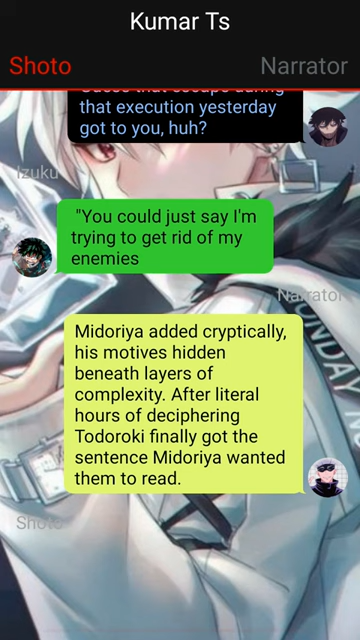 Kumar Ts
Shoto
Narrator
Guess that escape during
that execution yesterday
got to you, huh?
Izuku
"You could just say I'm
trying to get rid of my
enemies
Narrator
Midoriya added cryptically,
his motives hidden
beneath layers of
complexity. After literal
hours of deciphering
Todoroki finally got the
sentence Midoriya wanted
them to read.
Shoto